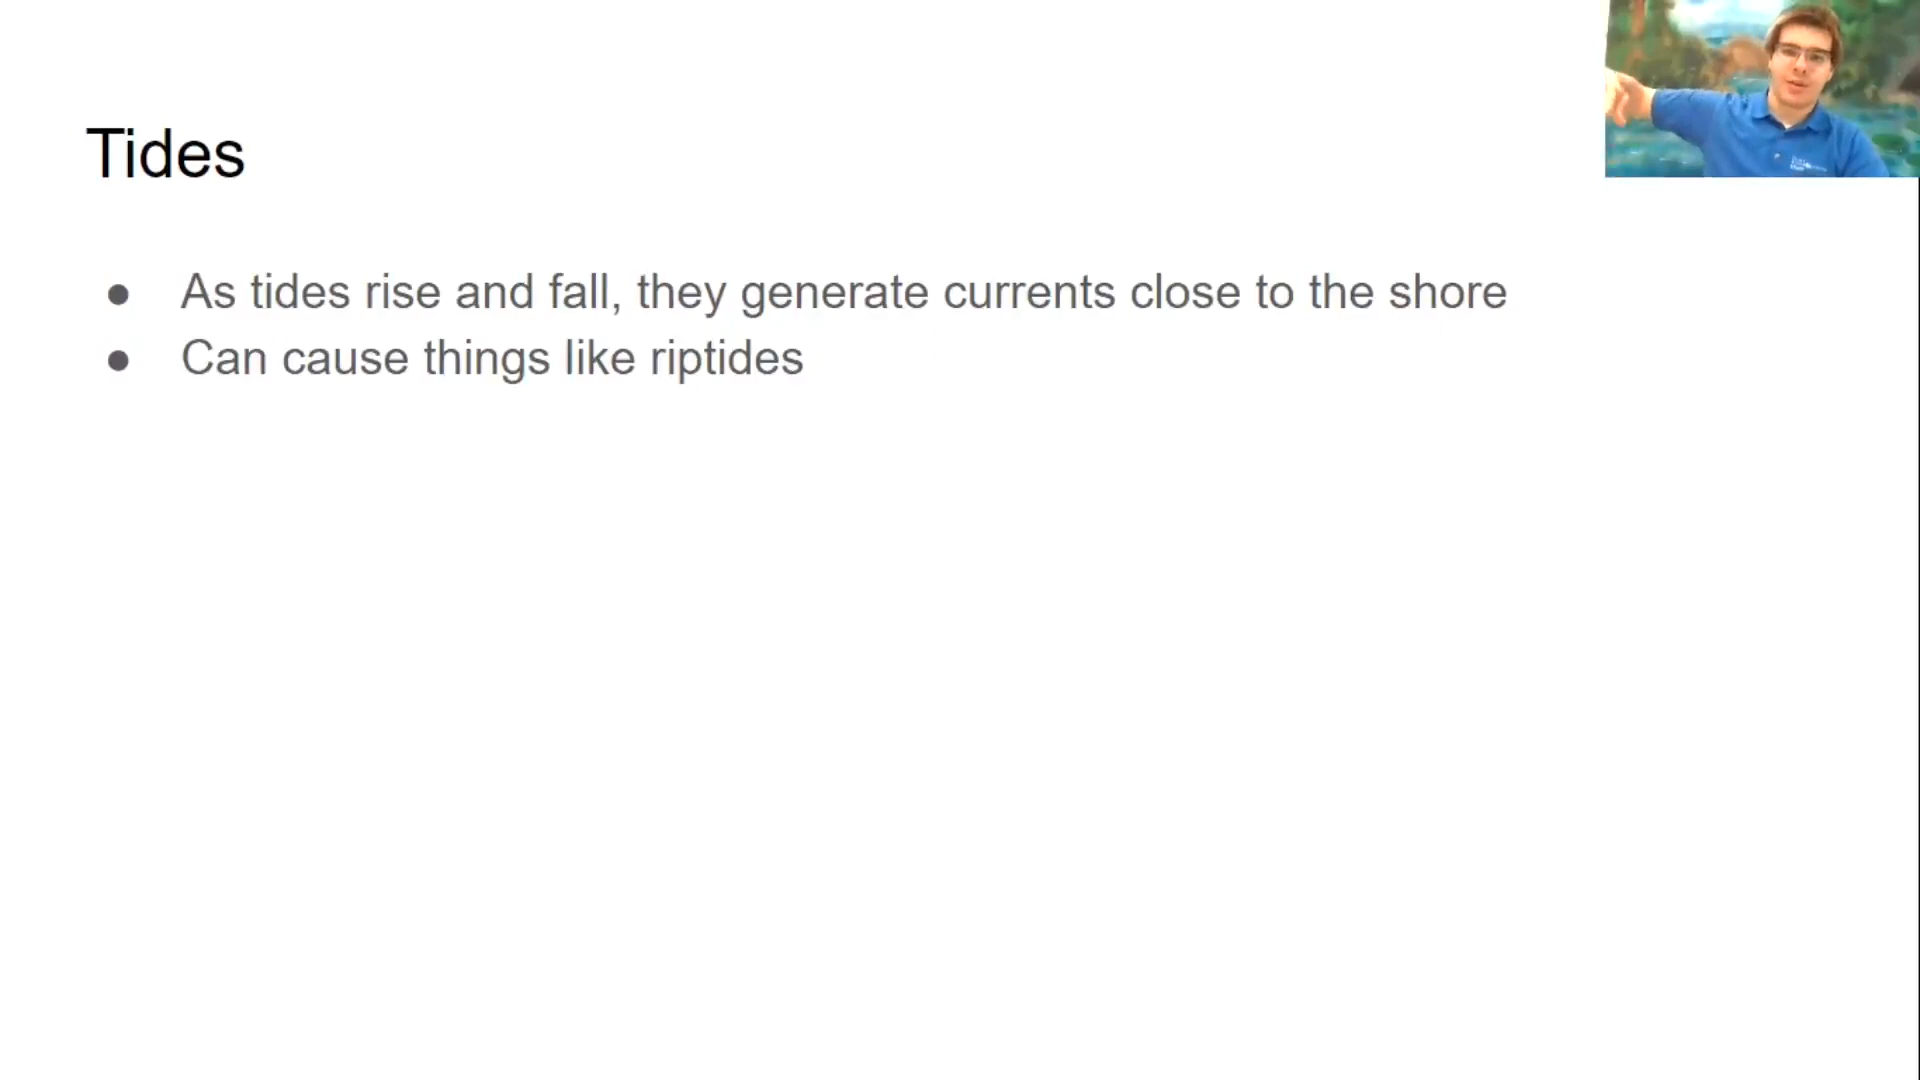 Tides
● As tides rise and fall, they generate currents close to the shore
● Can cause things like riptides